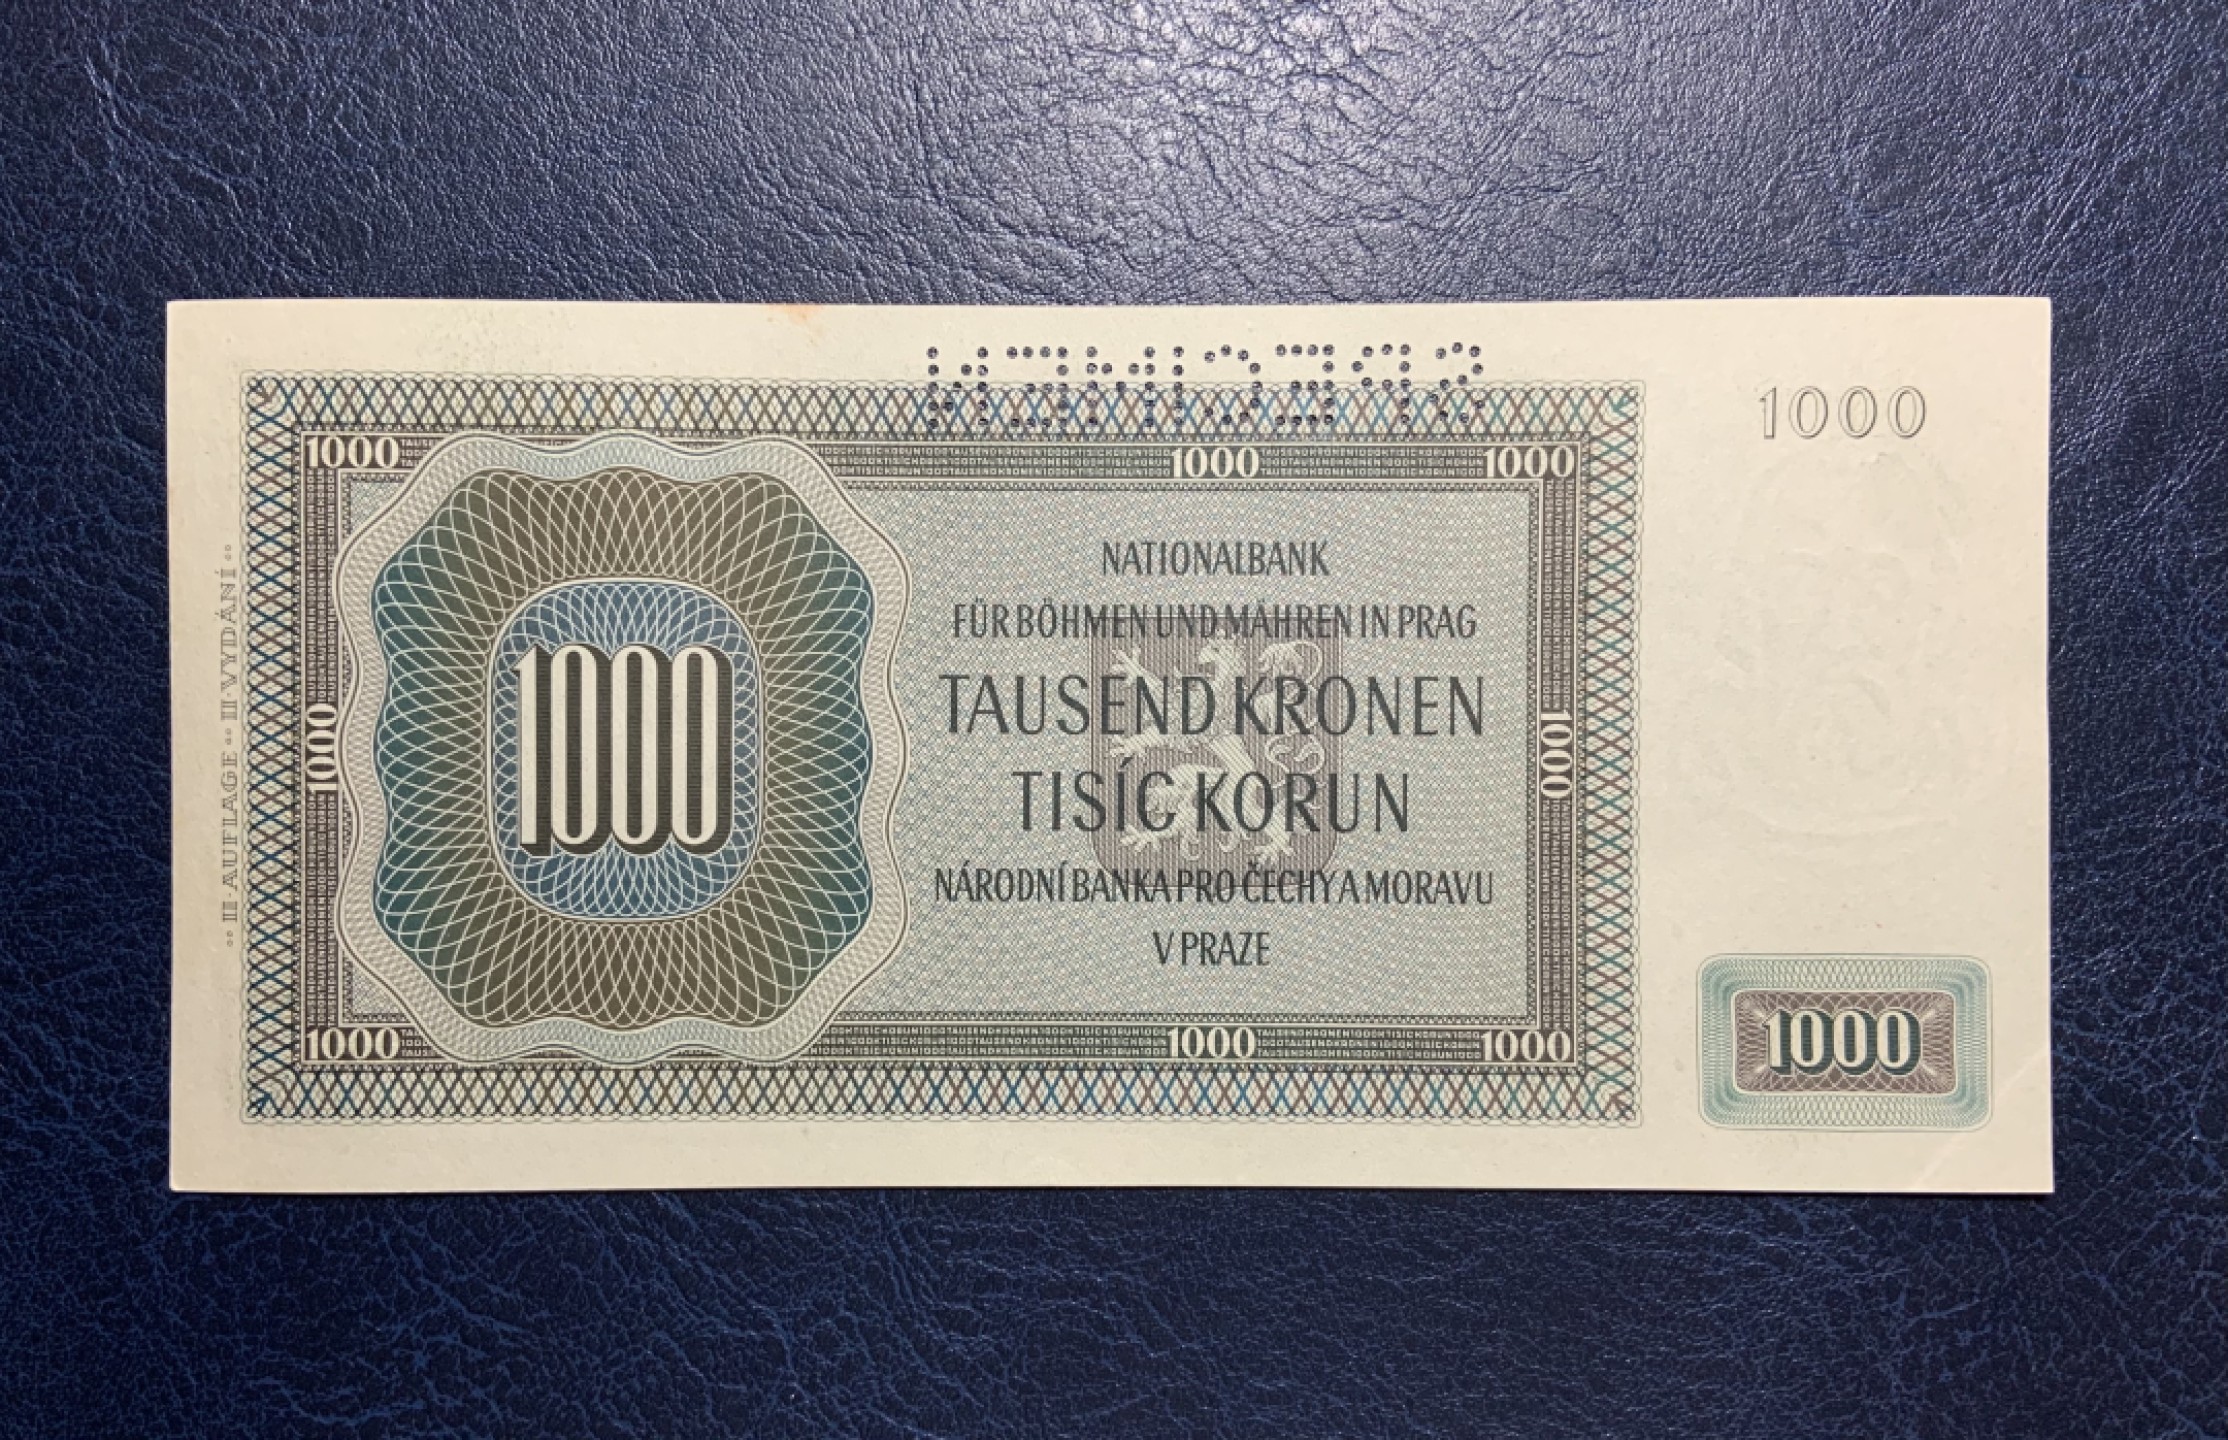 SPECIMEN
1000
1000
1000
1000
NATIONALBANK
FÜR BÖHMEN UND MÄHREN IN PRAG
TAUSEND KRONEN
TISÍC KORUN
NÁRODNÍ BANKA PRO ČECHY A MORAVU
V PRAZE
1000
1000
1000
II AUFLAGE II VYDÁNÍ
1000
1000
1000
1000